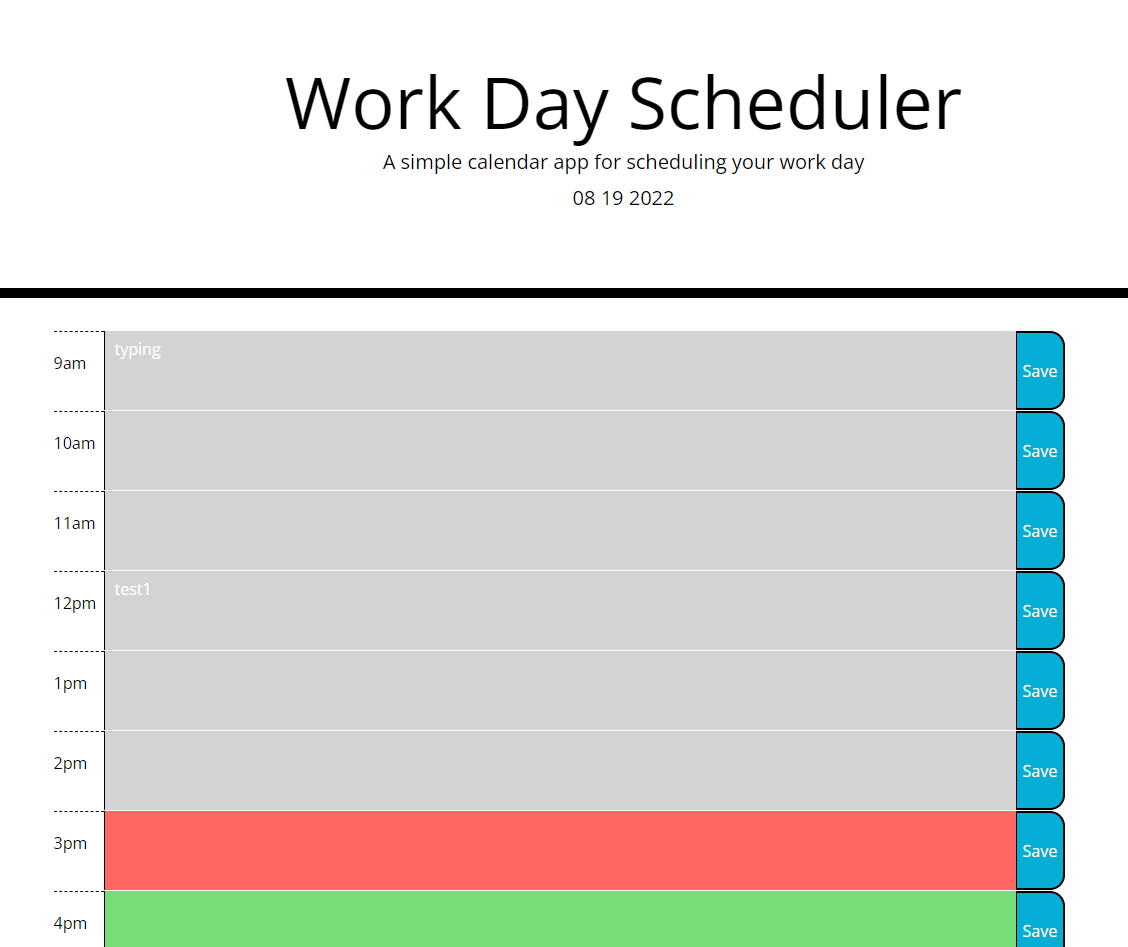 Work Day Scheduler
A simple calendar app for scheduling your work day
08 19 2022
9am typing Save
10am Save
11am Save
12pm test1 Save
1pm Save
2pm Save
3pm Save
4pm Save